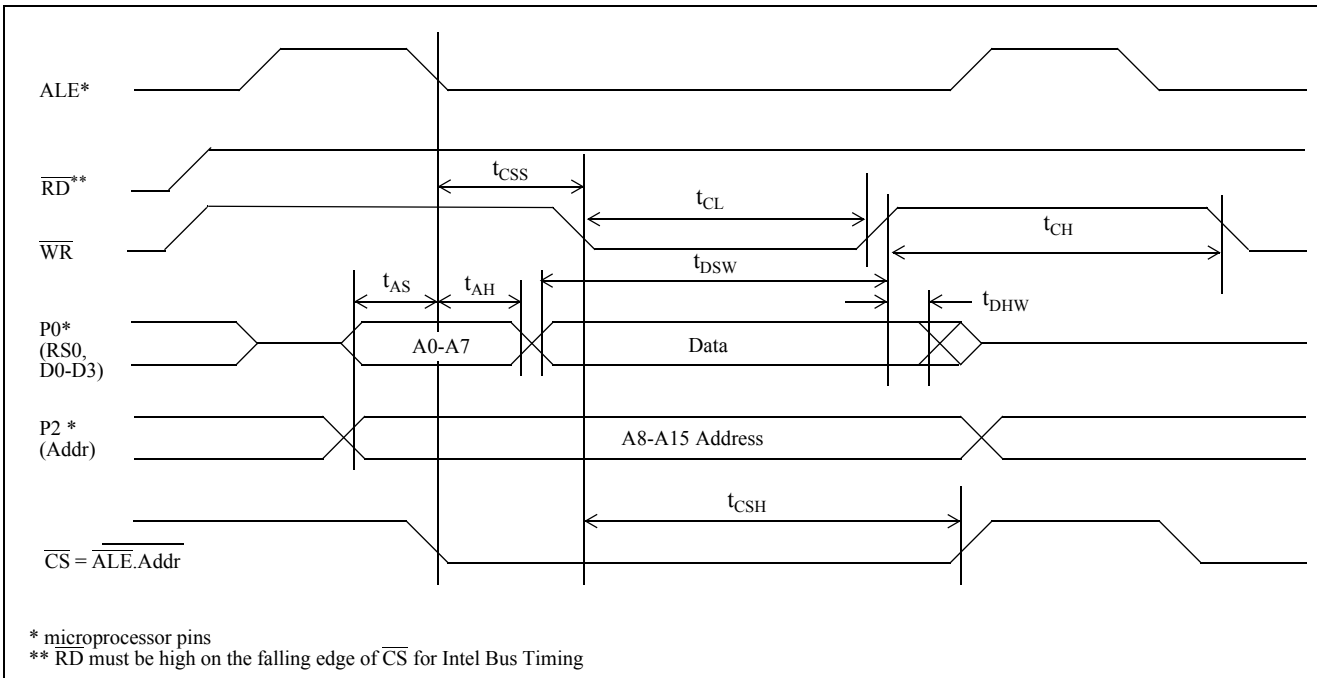 ALE*
RD**
tCSS
tCL
WR
tCH
tDSW
tAS
tAH
tDHW
P0*
(RS0,
D0-D3)
A0-A7
Data
P2 *
(Addr)
A8-A15 Address
tCSH
CS = ALE.Addr
* microprocessor pins
** RD must be high on the falling edge of CS for Intel Bus Timing